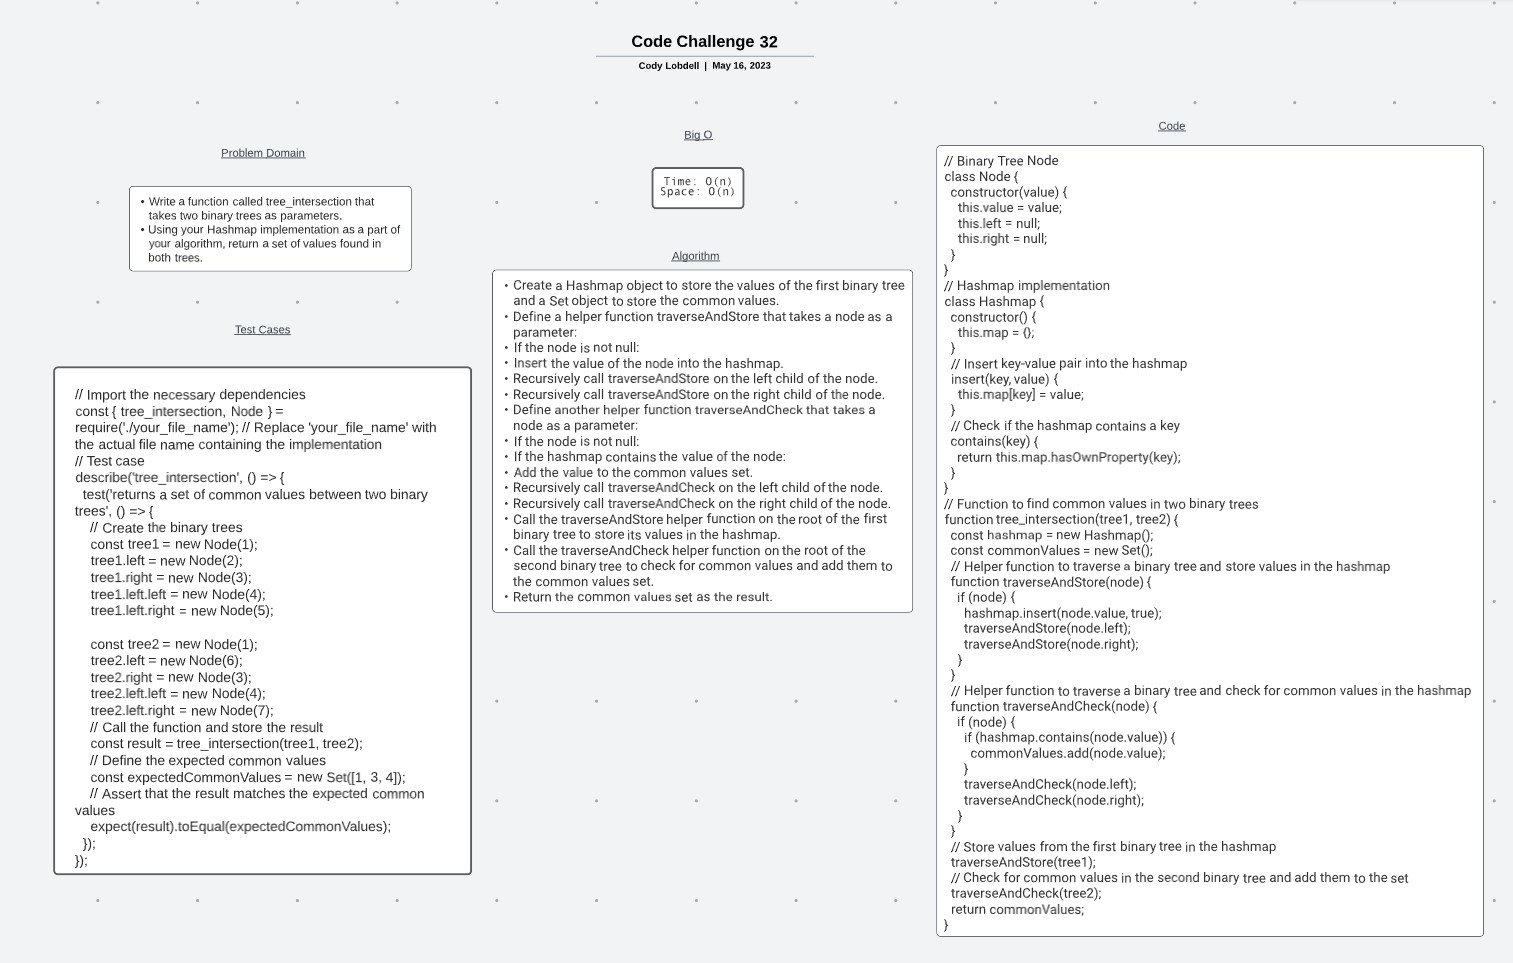 Code Challenge 32
Cody Lobdell | May 16, 2023
Problem Domain
• Write a function called tree_intersection that
takes two binary trees as parameters.
• Using your Hashmap implementation as a part of
your algorithm, return a set of values found in
both trees.
Test Cases
// Import the necessary dependencies
const { tree_intersection, Node } =
require('./your_file_name'); // Replace 'your_file_name' with
the actual file name containing the implementation
// Test case
describe('tree_intersection', () => {
  test('returns a set of common values between two binary
trees', () => {
    // Create the binary trees
    const tree1 = new Node(1);
    tree1.left = new Node(2);
    tree1.right = new Node(3);
    tree1.left.left = new Node(4);
    tree1.left.right = new Node(5);

    const tree2 = new Node(1);
    tree2.left = new Node(6);
    tree2.right = new Node(3);
    tree2.left.left = new Node(4);
    tree2.left.right = new Node(7);
    // Call the function and store the result
    const result = tree_intersection(tree1, tree2);
    // Define the expected common values
    const expectedCommonValues = new Set([1, 3, 4]);
    // Assert that the result matches the expected common
values
    expect(result).toEqual(expectedCommonValues);
  });
});
Big O
Time: O(n)
Space: O(n)
Algorithm
• Create a Hashmap object to store the values of the first binary tree
and a Set object to store the common values.
• Define a helper function traverseAndStore that takes a node as a
parameter:
• If the node is not null:
• Insert the value of the node into the hashmap.
• Recursively call traverseAndStore on the left child of the node.
• Recursively call traverseAndStore on the right child of the node.
• Define another helper function traverseAndCheck that takes a
node as a parameter:
• If the node is not null:
• If the hashmap contains the value of the node:
• Add the value to the common values set.
• Recursively call traverseAndCheck on the left child of the node.
• Recursively call traverseAndCheck on the right child of the node.
• Call the traverseAndStore helper function on the root of the first
binary tree to store its values in the hashmap.
• Call the traverseAndCheck helper function on the root of the
second binary tree to check for common values and add them to
the common values set.
• Return the common values set as the result.
Code
// Binary Tree Node
class Node {
  constructor(value) {
    this.value = value;
    this.left = null;
    this.right = null;
  }
}
// Hashmap implementation
class Hashmap {
  constructor() {
    this.map = {};
  }
  // Insert key-value pair into the hashmap
  insert(key, value) {
    this.map[key] = value;
  }
  // Check if the hashmap contains a key
  contains(key) {
    return this.map.hasOwnProperty(key);
  }
}
// Function to find common values in two binary trees
function tree_intersection(tree1, tree2) {
  const hashmap = new Hashmap();
  const commonValues = new Set();
  // Helper function to traverse a binary tree and store values in the hashmap
  function traverseAndStore(node) {
    if (node) {
      hashmap.insert(node.value, true);
      traverseAndStore(node.left);
      traverseAndStore(node.right);
    }
  }
  // Helper function to traverse a binary tree and check for common values in the hashmap
  function traverseAndCheck(node) {
    if (node) {
      if (hashmap.contains(node.value)) {
        commonValues.add(node.value);
      }
      traverseAndCheck(node.left);
      traverseAndCheck(node.right);
    }
  }
  // Store values from the first binary tree in the hashmap
  traverseAndStore(tree1);
  // Check for common values in the second binary tree and add them to the set
  traverseAndCheck(tree2);
  return commonValues;
}